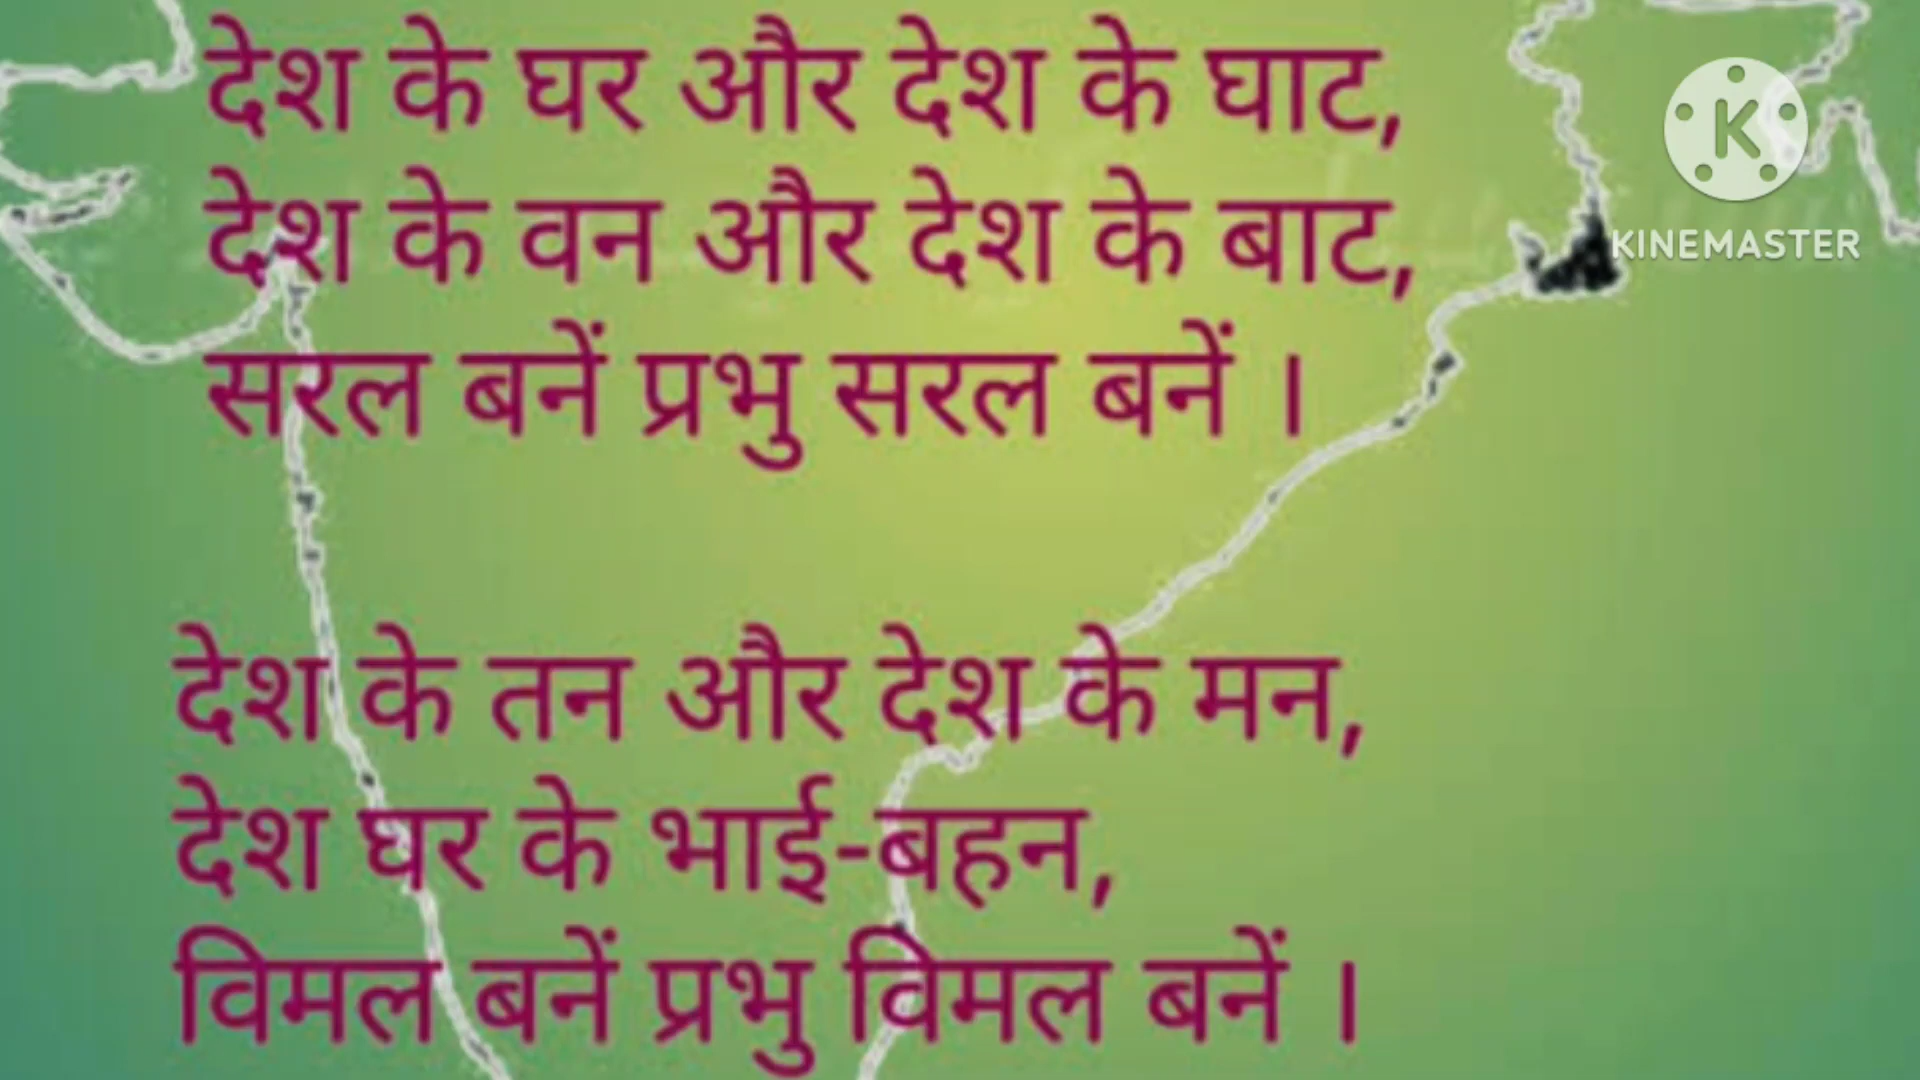 देश के घर और देश के घाट,
देश के वन और देश के बाट,
सरल बनें प्रभु सरल बनें ।
देश के तन और देश के मन,
देश घर के भाई-बहन,
विमल बनें प्रभु विमल बनें ।
K
KINEMASTER